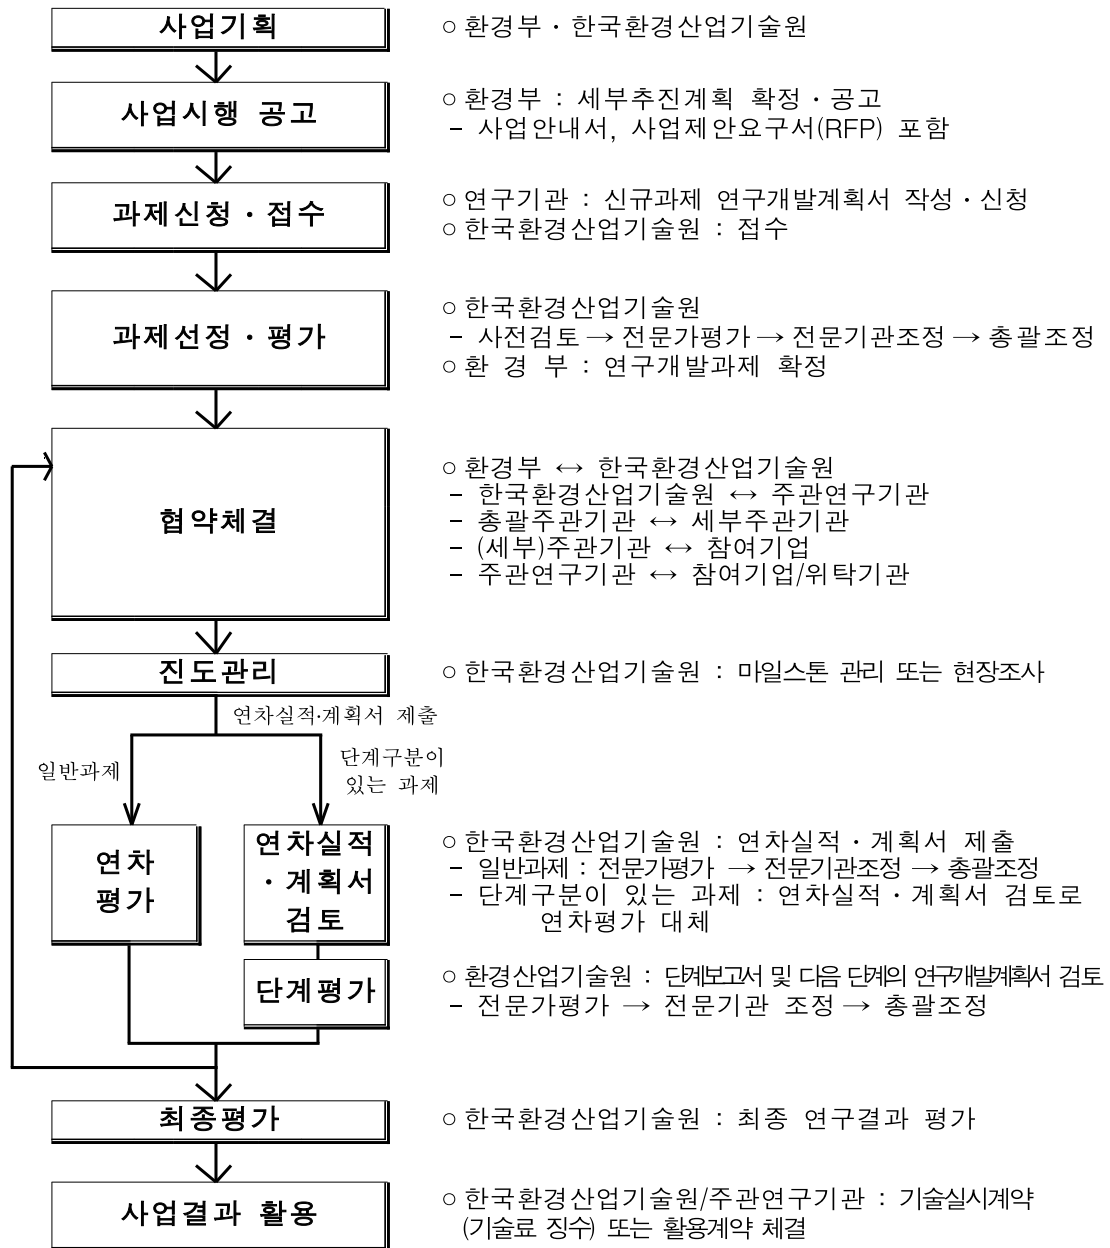 사업기획
○ 환경부 · 한국환경산업기술원
사업시행 공고
○ 환경부 : 세부추진계획 확정 · 공고
- 사업안내서, 사업제안요구서(RFP) 포함
과제신청 · 접수
○ 연구기관 : 신규과제 연구개발계획서 작성 · 신청
○ 한국환경산업기술원 : 접수
과제선정 · 평가
○ 한국환경산업기술원
- 사전검토 → 전문가평가 → 전문기관조정 → 총괄조정
○ 환 경 부 : 연구개발과제 확정
협약체결
○ 환경부 ↔ 한국환경산업기술원
- 한국환경산업기술원 ↔ 주관연구기관
- 총괄주관기관 ↔ 세부주관기관
- (세부)주관기관 ↔ 참여기업
- 주관연구기관 ↔ 참여기업/위탁기관
진도관리
○ 한국환경산업기술원 : 마일스톤 관리 또는 현장조사
연차실적·계획서 제출
일반과제
단계구분이
있는 과제
연차
평가
연차실적
· 계획서
검토
○ 한국환경산업기술원 : 연차실적 · 계획서 제출
- 일반과제 : 전문가평가 → 전문기관조정 → 총괄조정
- 단계구분이 있는 과제 : 연차실적 · 계획서 검토로
연차평가 대체
단계평가
○ 환경산업기술원 : 단계보고서 및 다음 단계의 연구개발계획서 검토
- 전문가평가 → 전문기관 조정 → 총괄조정
최종평가
○ 한국환경산업기술원 : 최종 연구결과 평가
사업결과 활용
○ 한국환경산업기술원/주관연구기관 : 기술실시계약
(기술료 징수) 또는 활용계약 체결